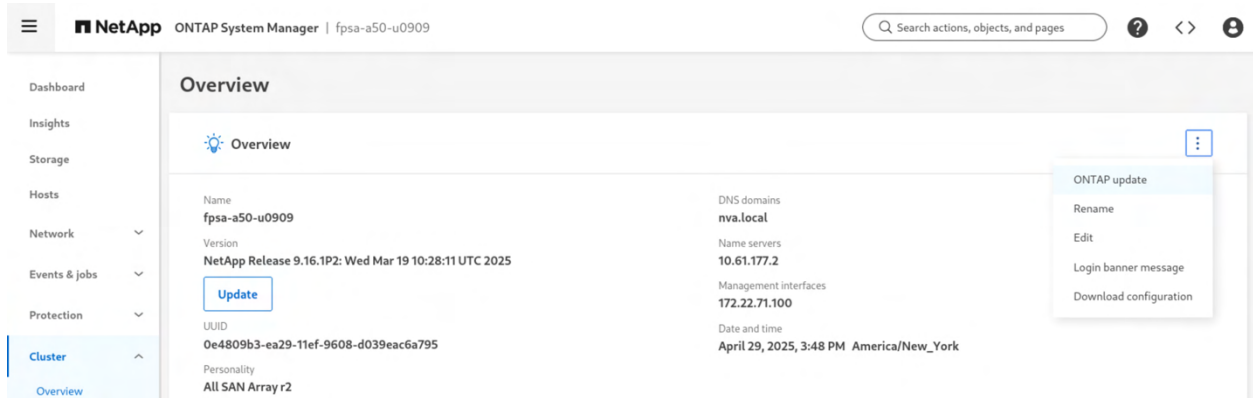 NetApp ONTAP System Manager | fpsa-a50-u0909
Search actions, objects, and pages
Dashboard
Insights
Storage
Hosts
Network
Events & jobs
Protection
Cluster
Overview
Overview
Overview
Name
fpsa-a50-u0909
Version
NetApp Release 9.16.1P2: Wed Mar 19 10:28:11 UTC 2025
Update
UUID
0e4809b3-ea29-11ef-9608-d039eac6a795
Personality
All SAN Array r2
DNS domains
nva.local
Name servers
10.61.177.2
Management interfaces
172.22.71.100
Date and time
April 29, 2025, 3:48 PM America/New_York
ONTAP update
Rename
Edit
Login banner message
Download configuration